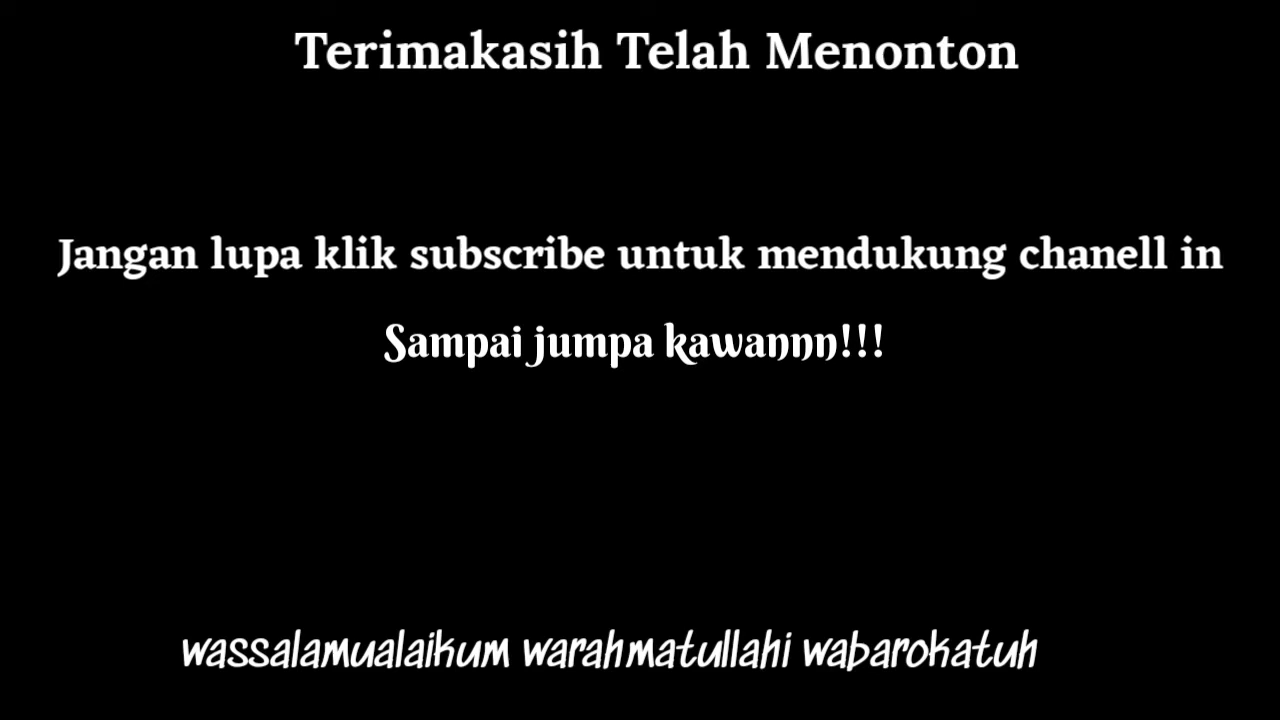 Terimakasih Telah Menonton
Jangan lupa klik subscribe untuk mendukung chanell in
Sampai jumpa kawannn!!!
wassalamualaikum warahmatullahi wabarokatuh